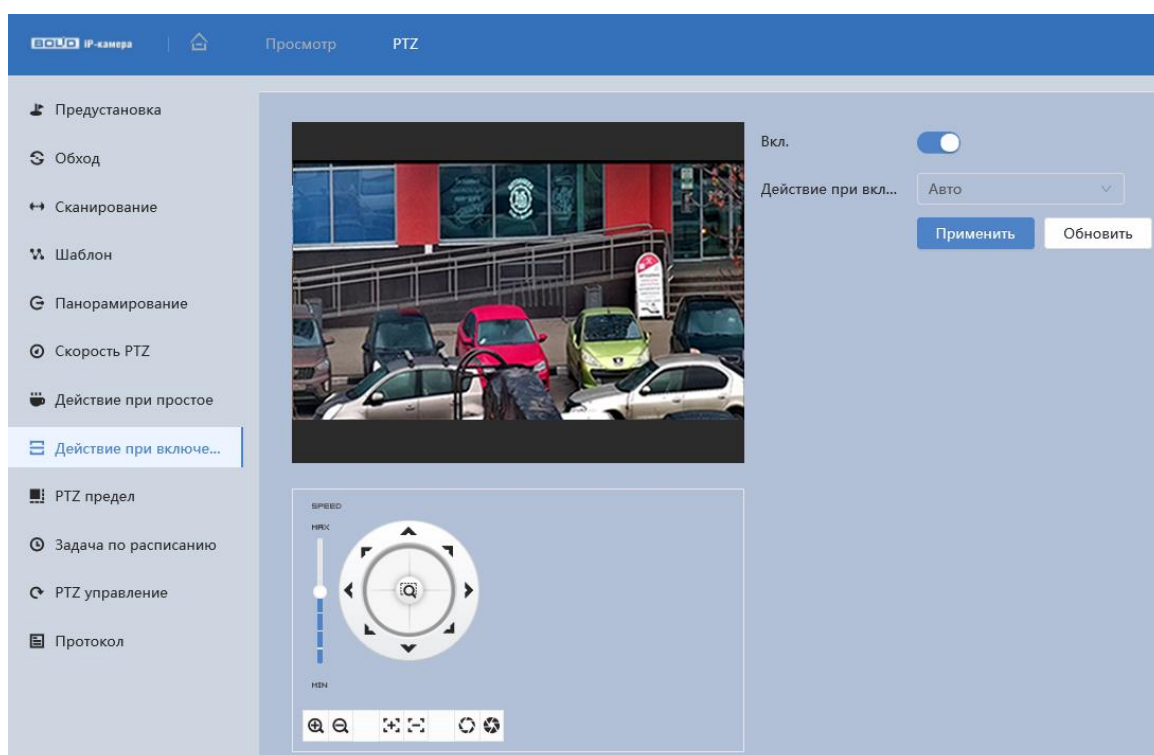 BOLID IP-камера
Просмотр
PTZ
Предустановка
Обход
Сканирование
Шаблон
Панорамирование
Скорость PTZ
Действие при простое
Действие при включе...
PTZ предел
Задача по расписанию
PTZ управление
Протокол
Вкл.
Действие при вкл...
Авто
Применить
Обновить
SPEED
MAX
MIN